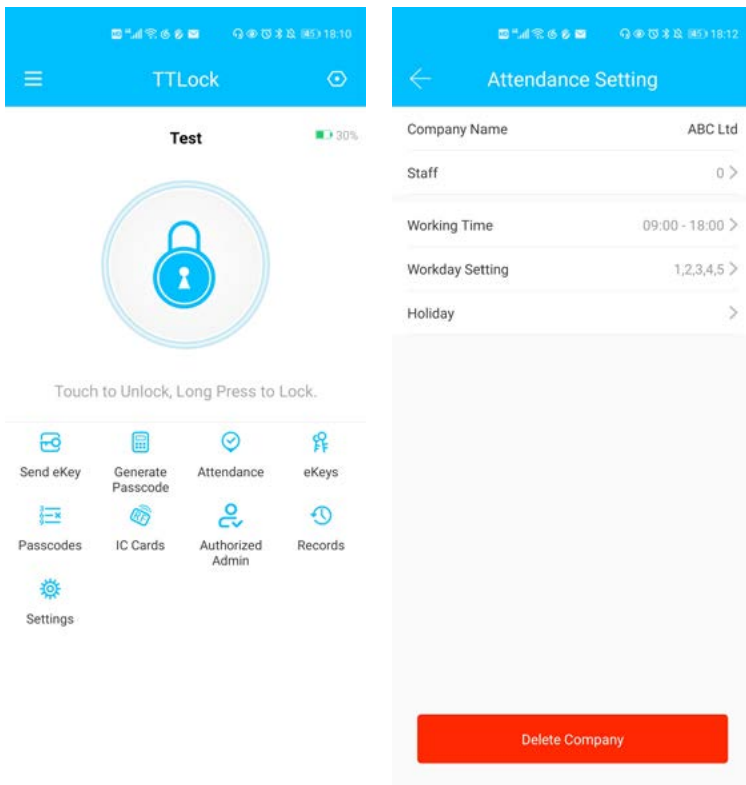 18:10
TTLock
Test
30%
Touch to Unlock, Long Press to Lock.
Send eKey
Generate
Passcode
Attendance
eKeys
Passcodes
IC Cards
Authorized
Admin
Records
Settings
18:12
Attendance Setting
Company Name ABC Ltd
Staff 0
Working Time 09:00 - 18:00
Workday Setting 1,2,3,4,5
Holiday
Delete Company